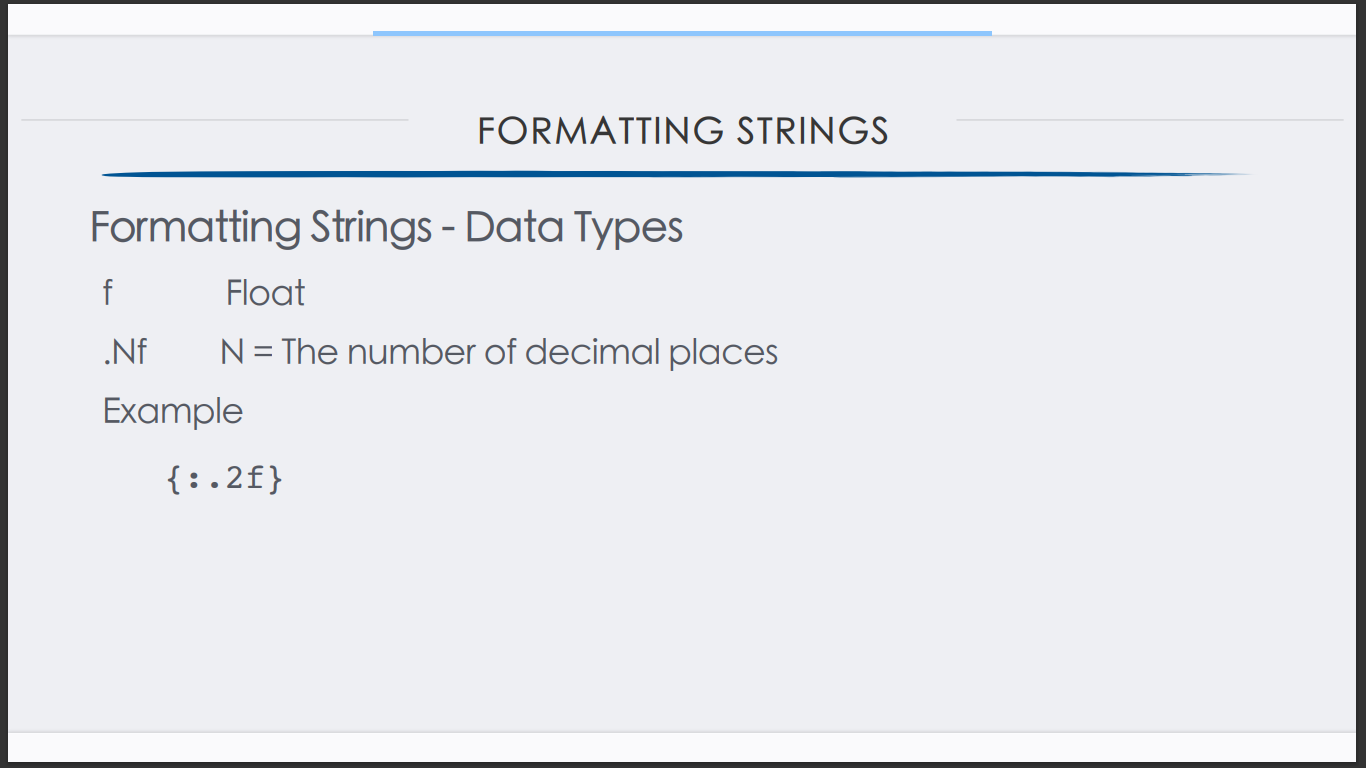 FORMATTING STRINGS
Formatting Strings - Data Types
f Float
.Nf N = The number of decimal places
Example
{:.2f}